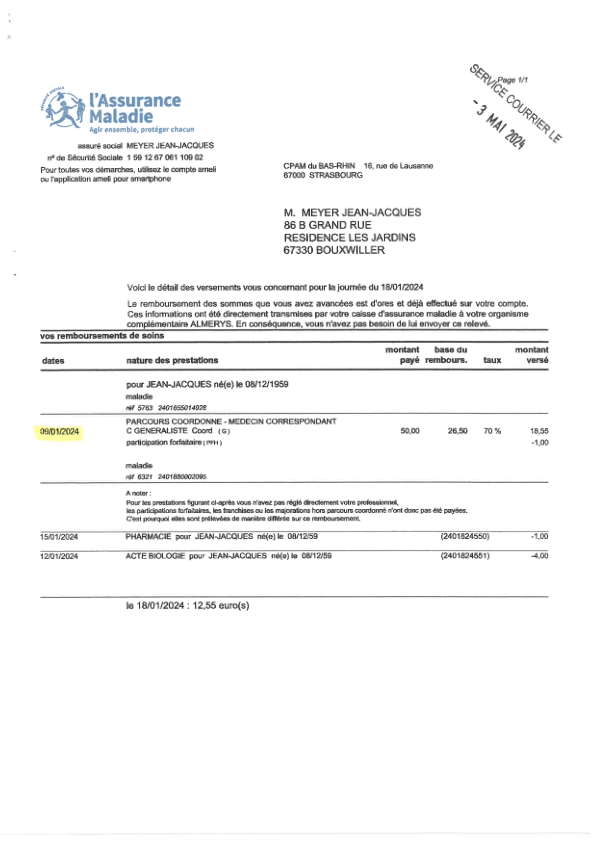 Page 1/1
SERVICE COURRIER LE
- 3 MAI 2024
l'Assurance
Maladie
Agir ensemble, protéger chacun
assuré social MEYER JEAN-JACQUES
n° de Sécurité Sociale 1 59 12 67 061 109 02
Pour toutes vos démarches, utilisez le compte ameli
ou l'application ameli pour smartphone
CPAM du BAS-RHIN 16, rue de Lausanne
67000 STRASBOURG
M. MEYER JEAN-JACQUES
86 B GRAND RUE
RESIDENCE LES JARDINS
67330 BOUXWILLER
Voici le détail des versements vous concernant pour la journée du 18/01/2024
Le remboursement des sommes que vous avez avancées est d'ores et déjà effectué sur votre compte.
Ces informations ont été directement transmises par votre caisse d'assurance maladie à votre organisme
complémentaire ALMERYS. En conséquence, vous n'avez pas besoin de lui envoyer ce relevé.
vos remboursements de soins
dates nature des prestations montant payé base du rembours. taux montant versé
pour JEAN-JACQUES né(e) le 08/12/1959
maladie
réf 5763 2401655014928
PARCOURS COORDONNE - MEDECIN CORRESPONDANT
09/01/2024 C GENERALISTE Coord (G) 50,00 26,50 70 % 18,55
participation forfaitaire (PFH) -1,00
maladie
réf 6321 2401880002095
A noter :
Pour les prestations figurant ci-après vous n'avez pas réglé directement votre professionnel,
les participations forfaitaires, les franchises ou les majorations hors parcours coordonné n'ont donc pas été payées.
C'est pourquoi elles sont prélevées de manière différée sur ce remboursement.
15/01/2024 PHARMACIE pour JEAN-JACQUES né(e) le 08/12/59 (2401824550) -1,00
12/01/2024 ACTE BIOLOGIE pour JEAN-JACQUES né(e) le 08/12/59 (2401824551) -4,00
le 18/01/2024 : 12,55 euro(s)